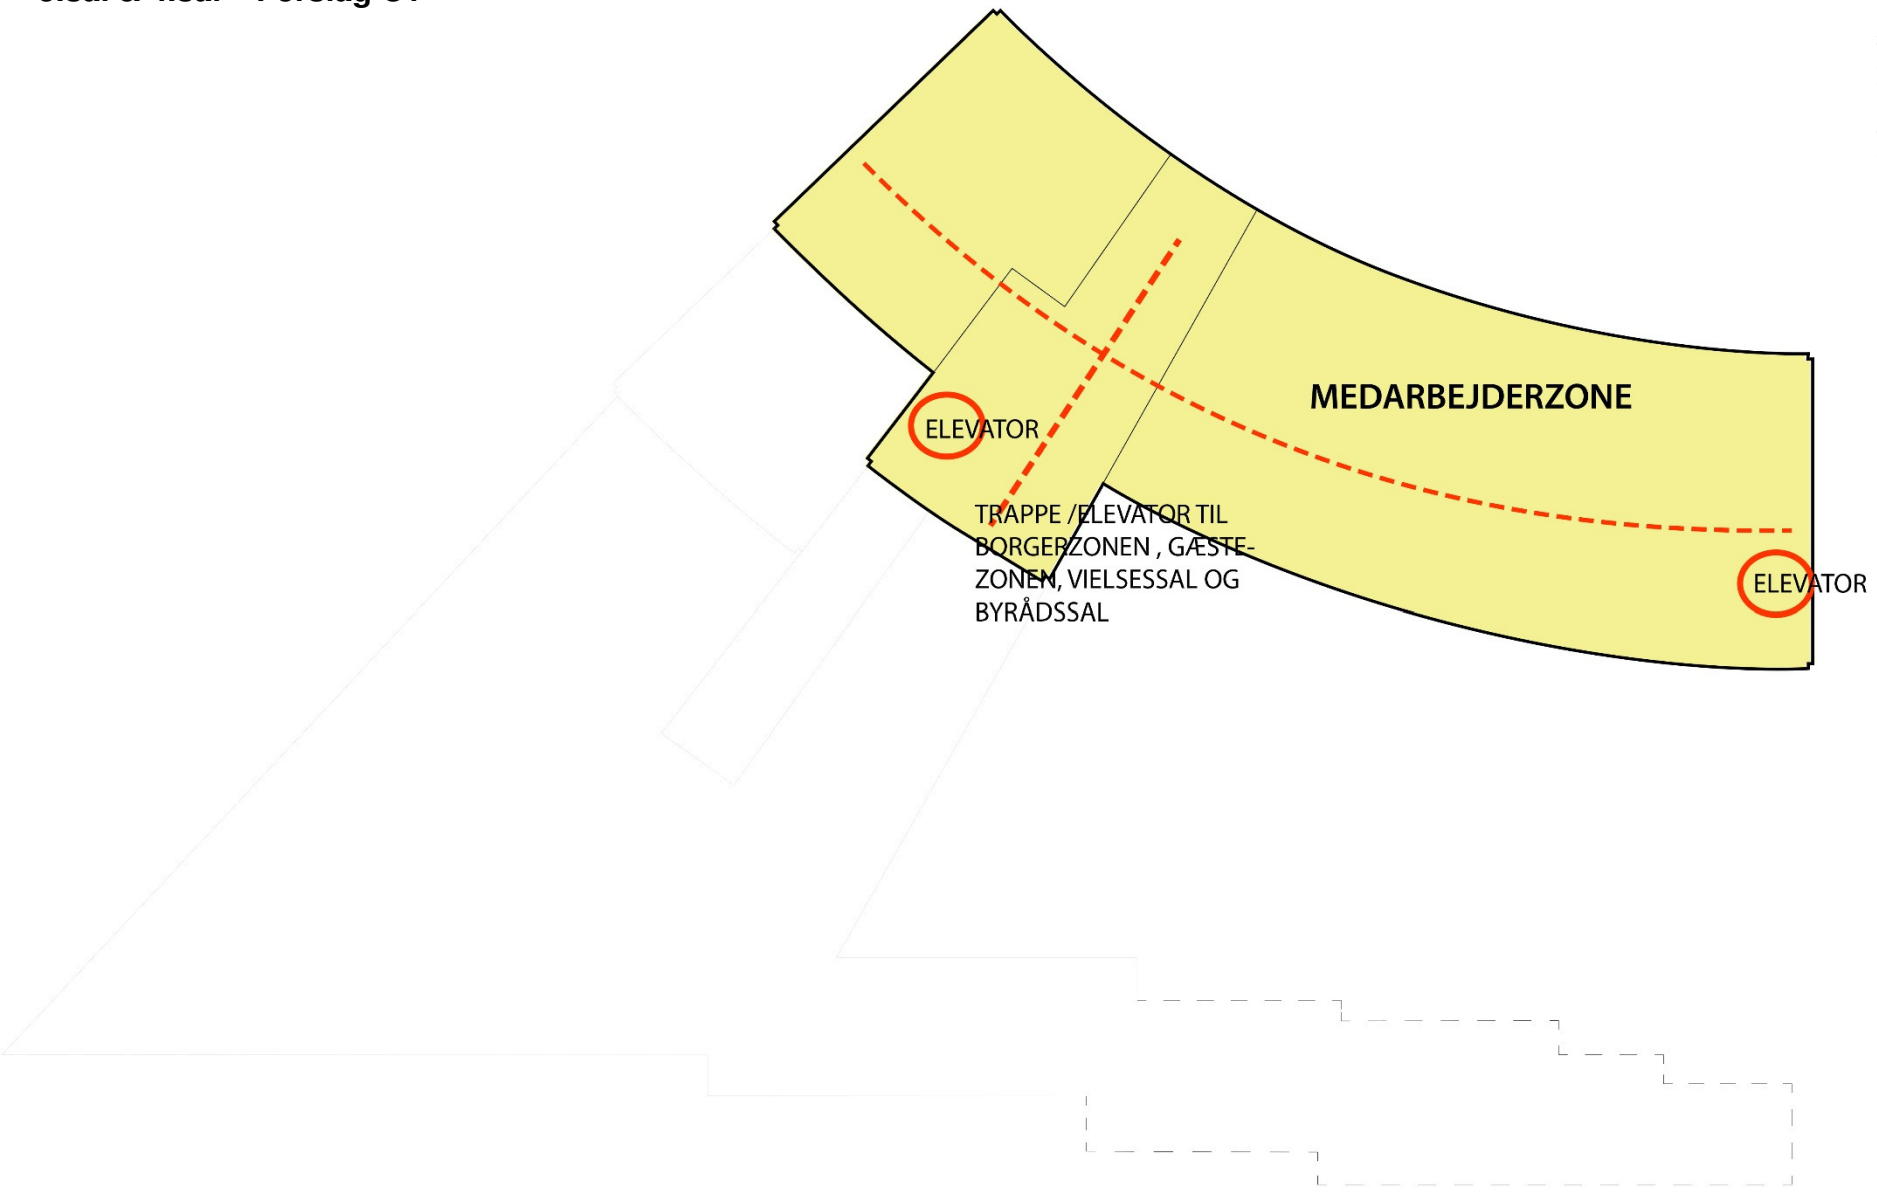 MEDARBEJDERZONE
ELEVATOR
TRAPPE /ELEVATOR TIL
BORGERZONEN , GÆSTE-
ZONEN, VIELSESSAL OG
BYRÅDSSAL
ELEVATOR